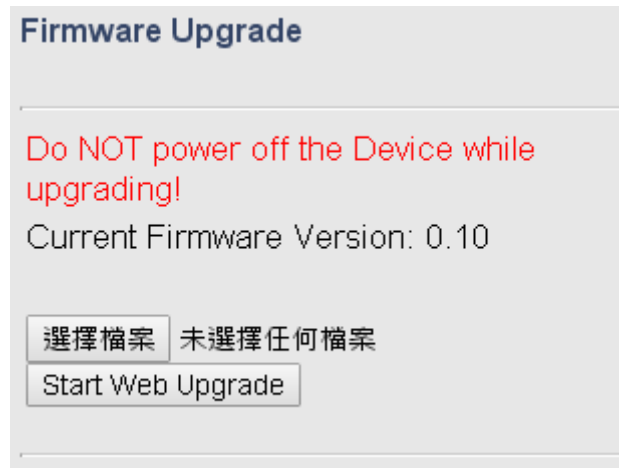 Firmware Upgrade
Do NOT power off the Device while
upgrading!
Current Firmware Version: 0.10
選擇檔案 未選擇任何檔案
Start Web Upgrade